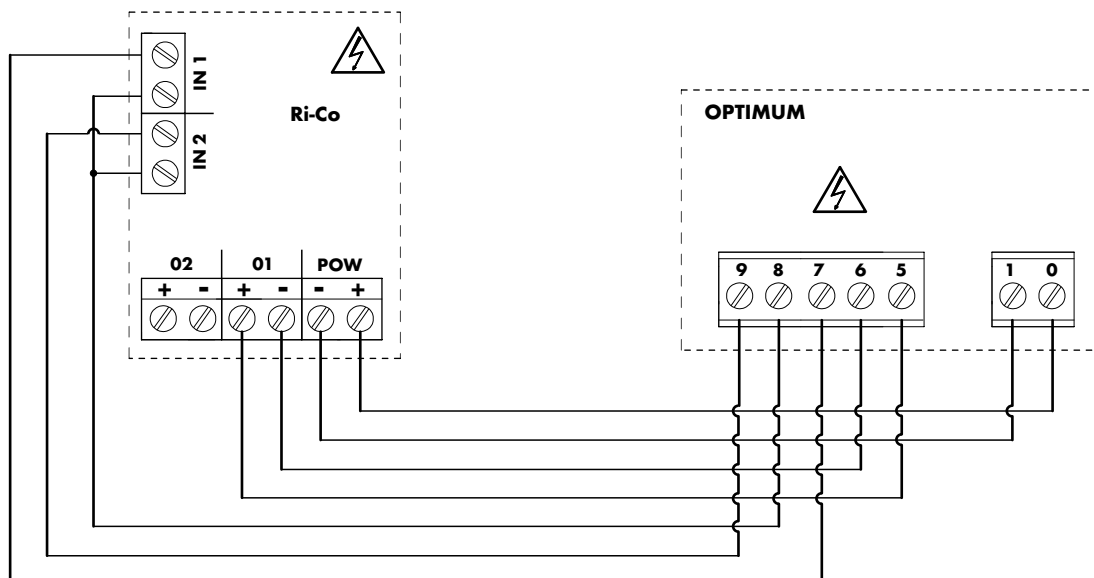 IN 1
IN 2
Ri-Co
02 01 POW
+ - + - - +
OPTIMUM
9 8 7 6 5
1 0